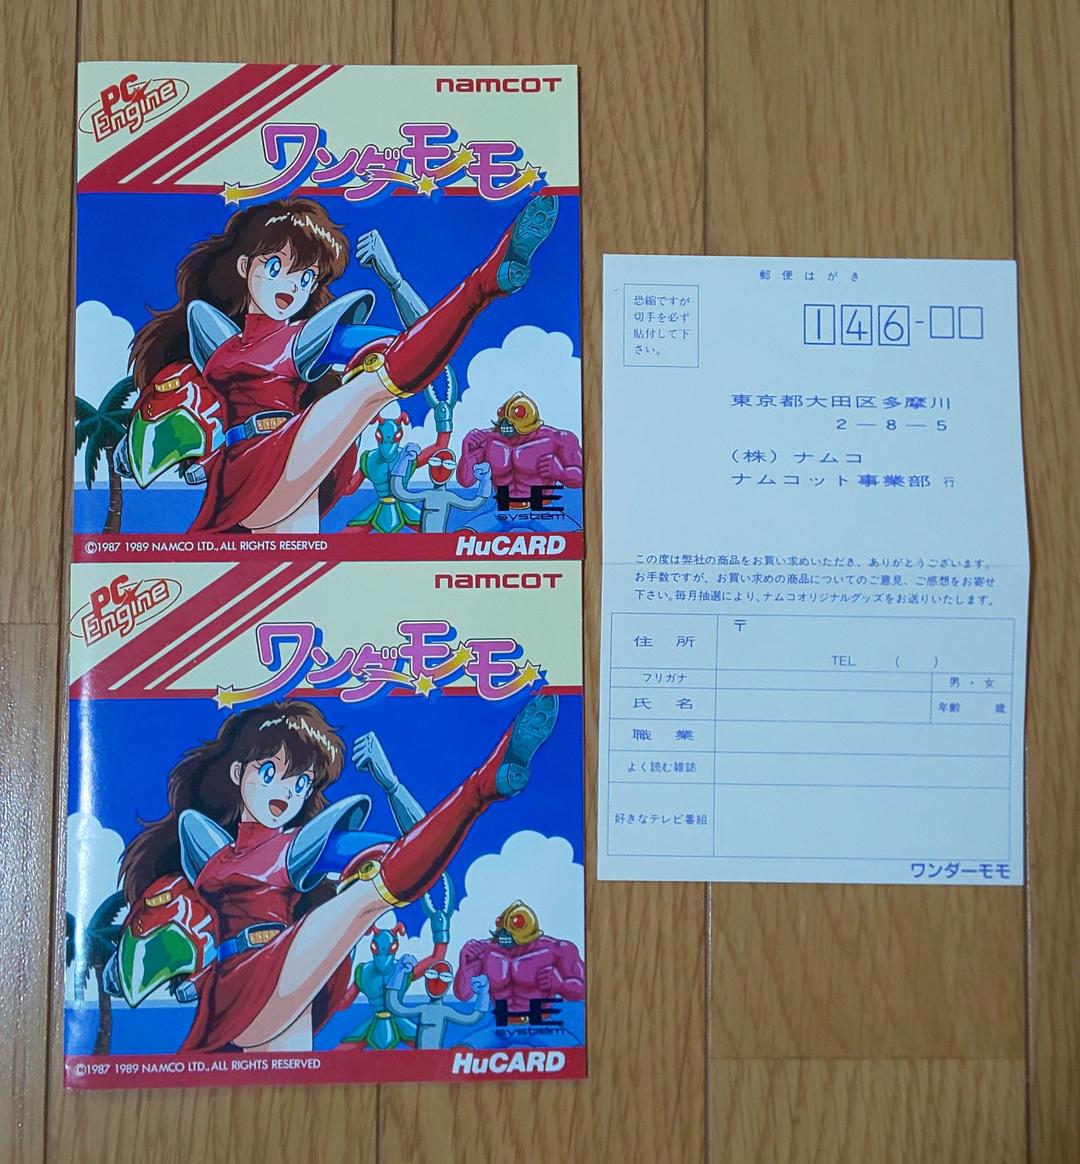 PC Engine
namcoT
ワンダーモモ
HE
system
©1987 1989 NAMCO LTD., ALL RIGHTS RESERVED
HuCARD
PC Engine
namcoT
ワンダーモモ
HE
system
©1987 1989 NAMCO LTD., ALL RIGHTS RESERVED
HuCARD
郵便はがき
恐縮ですが
切手を必ず
貼付して下
さい。
146-
東京都大田区多摩川
2-8-5
(株)ナムコ
ナムコット事業部 行
この度は弊社の商品をお買い求めいただき、ありがとうございます。
お手数ですが、お買い求めの商品についてのご意見、ご感想をお寄せ
下さい。毎月抽選により、ナムコオリジナルグッズをお送りいたします。
住所 〒
TEL ( )
フリガナ 男・女
氏名 年齢 歳
職業
よく読む雑誌
好きなテレビ番組
ワンダーモモ